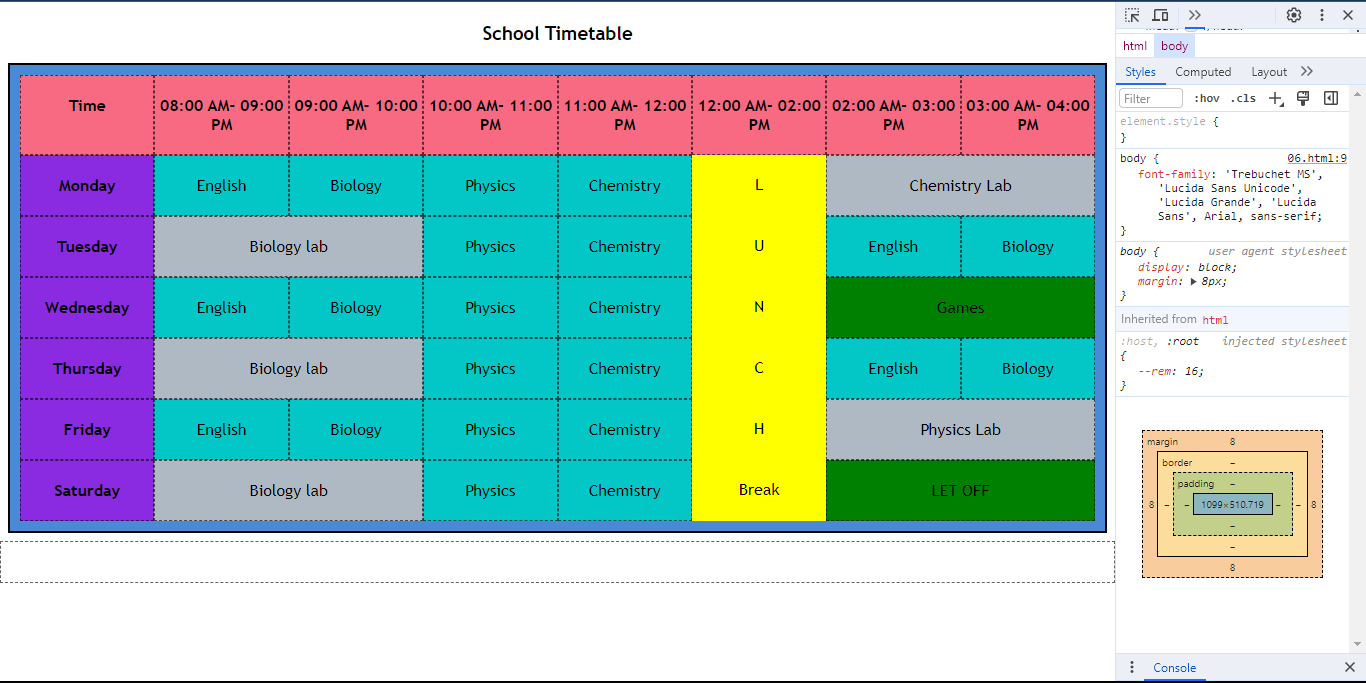 School Timetable
Time 08:00 AM- 09:00 PM 09:00 AM- 10:00 PM 10:00 AM- 11:00 PM 11:00 AM- 12:00 PM 12:00 AM- 02:00 PM 02:00 AM- 03:00 PM 03:00 AM- 04:00 PM
Monday English Biology Physics Chemistry L Chemistry Lab
Tuesday Biology lab Physics Chemistry U English Biology
Wednesday English Biology Physics Chemistry N Games
Thursday Biology lab Physics Chemistry C English Biology
Friday English Biology Physics Chemistry H Physics Lab
Saturday Biology lab Physics Chemistry Break LET OFF
html body
Styles Computed Layout
Filter :hov .cls
element.style {
}
body { 06.html:9
font-family: 'Trebuchet MS',
'Lucida Sans Unicode',
'Lucida Grande', 'Lucida
Sans', Arial, sans-serif;
}
body { user agent stylesheet
display: block;
margin: 8px;
}
Inherited from html
:host, :root injected stylesheet
{
--rem: 16;
}
margin 8
border –
padding –
8 – – 1099×510.719 – – 8
–
–
8
Console